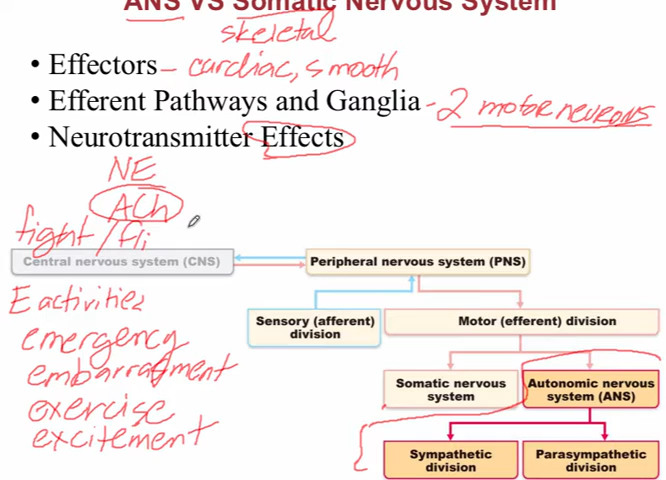 ANS VS Somatic Nervous System
skeletal
• Effectors - cardiac, smooth
• Efferent Pathways and Ganglia - 2 motor neurons
• Neurotransmitter Effects
NE
ACh
fight/fli
Central nervous system (CNS)
Peripheral nervous system (PNS)
E activities
Sensory (afferent)
division
Motor (efferent) division
emergency
embarrassment
exercise
excitement
Somatic nervous
system
Autonomic nervous
system (ANS)
Sympathetic
division
Parasympathetic
division